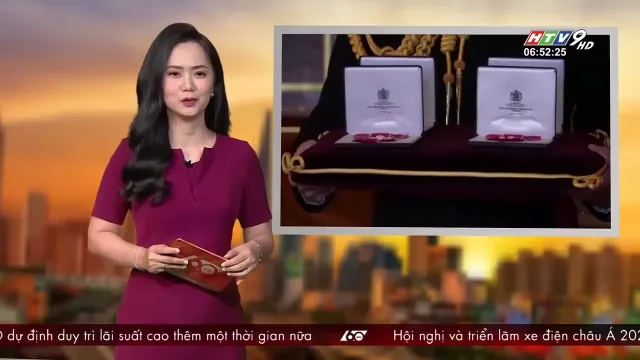 HTV9 HD
06:52:25
D dự định duy trì lãi suất cao thêm một thời gian nữa
60
Hội nghị và triển lãm xe điện châu Á 202